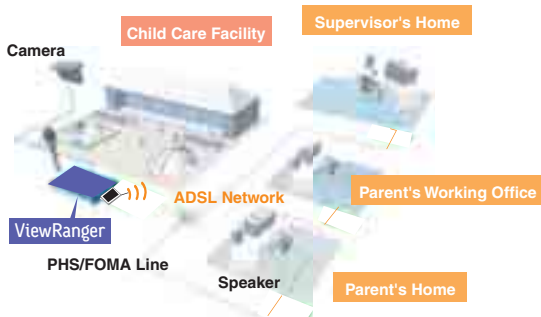 Supervisor's Home
Child Care Facility
Camera
ADSL Network
Parent's Working Office
ViewRanger
PHS/FOMA Line
Speaker
Parent's Home